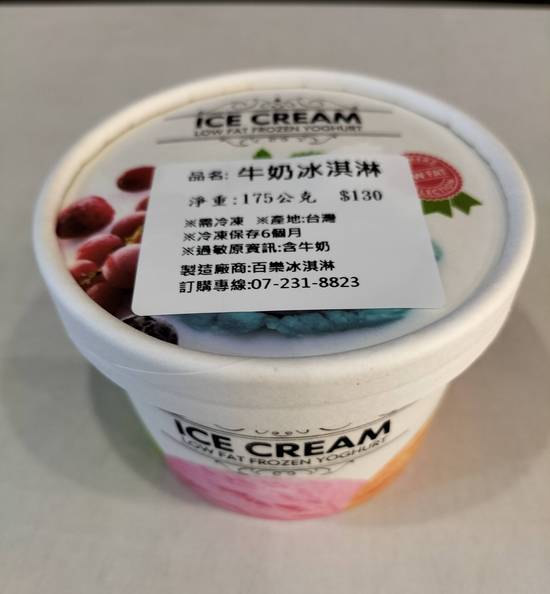 ICE CREAM
LOW FAT FROZEN YOGHURT
品名: 牛奶冰淇淋
淨重:175公克 $130
※需冷凍 ※產地:台灣
※冷凍保存6個月
※過敏原資訊:含牛奶
製造廠商:百樂冰淇淋
訂購專線:07-231-8823
ICE CREAM
LOW FAT FROZEN YOGHURT